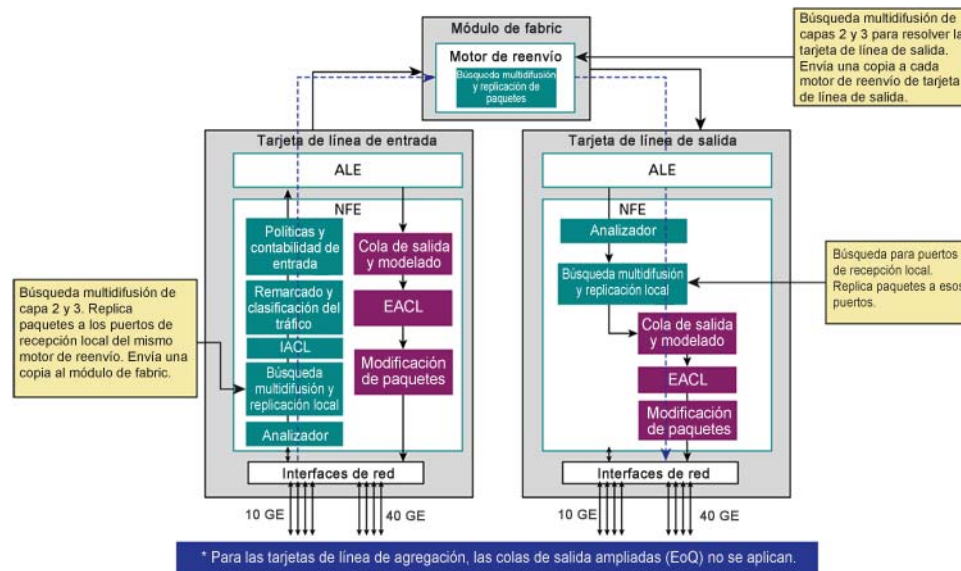 Módulo de fabric
Motor de reenvío
Búsqueda multidifusión
y replicación de
paquetes
Búsqueda multidifusión de
capas 2 y 3 para resolver la
tarjeta de línea de salida.
Envía una copia a cada
motor de reenvío de tarjeta
de línea de salida.
Tarjeta de línea de entrada
ALE
NFE
Políticas y
contabilidad de
entrada
Remarcado y
clasificación del
tráfico
IACL
Búsqueda
multidifusión y
replicación local
Analizador
Cola de salida
y modelado
EACL
Modificación
de paquetes
Interfaces de red
10 GE
40 GE
Búsqueda multidifusión de
capa 2 y 3. Replica
paquetes a los puertos de
recepción local del mismo
motor de reenvío. Envía una
copia al módulo de fabric.
Tarjeta de línea de salida
ALE
NFE
Analizador
Búsqueda multidifusión
y replicación local
Cola de salida
y modelado
EACL
Modificación
de paquetes
Interfaces de red
10 GE
40 GE
Búsqueda para puertos
de recepción local.
Replica paquetes a esos
puertos.
* Para las tarjetas de línea de agregación, las colas de salida ampliadas (EoQ) no se aplican.